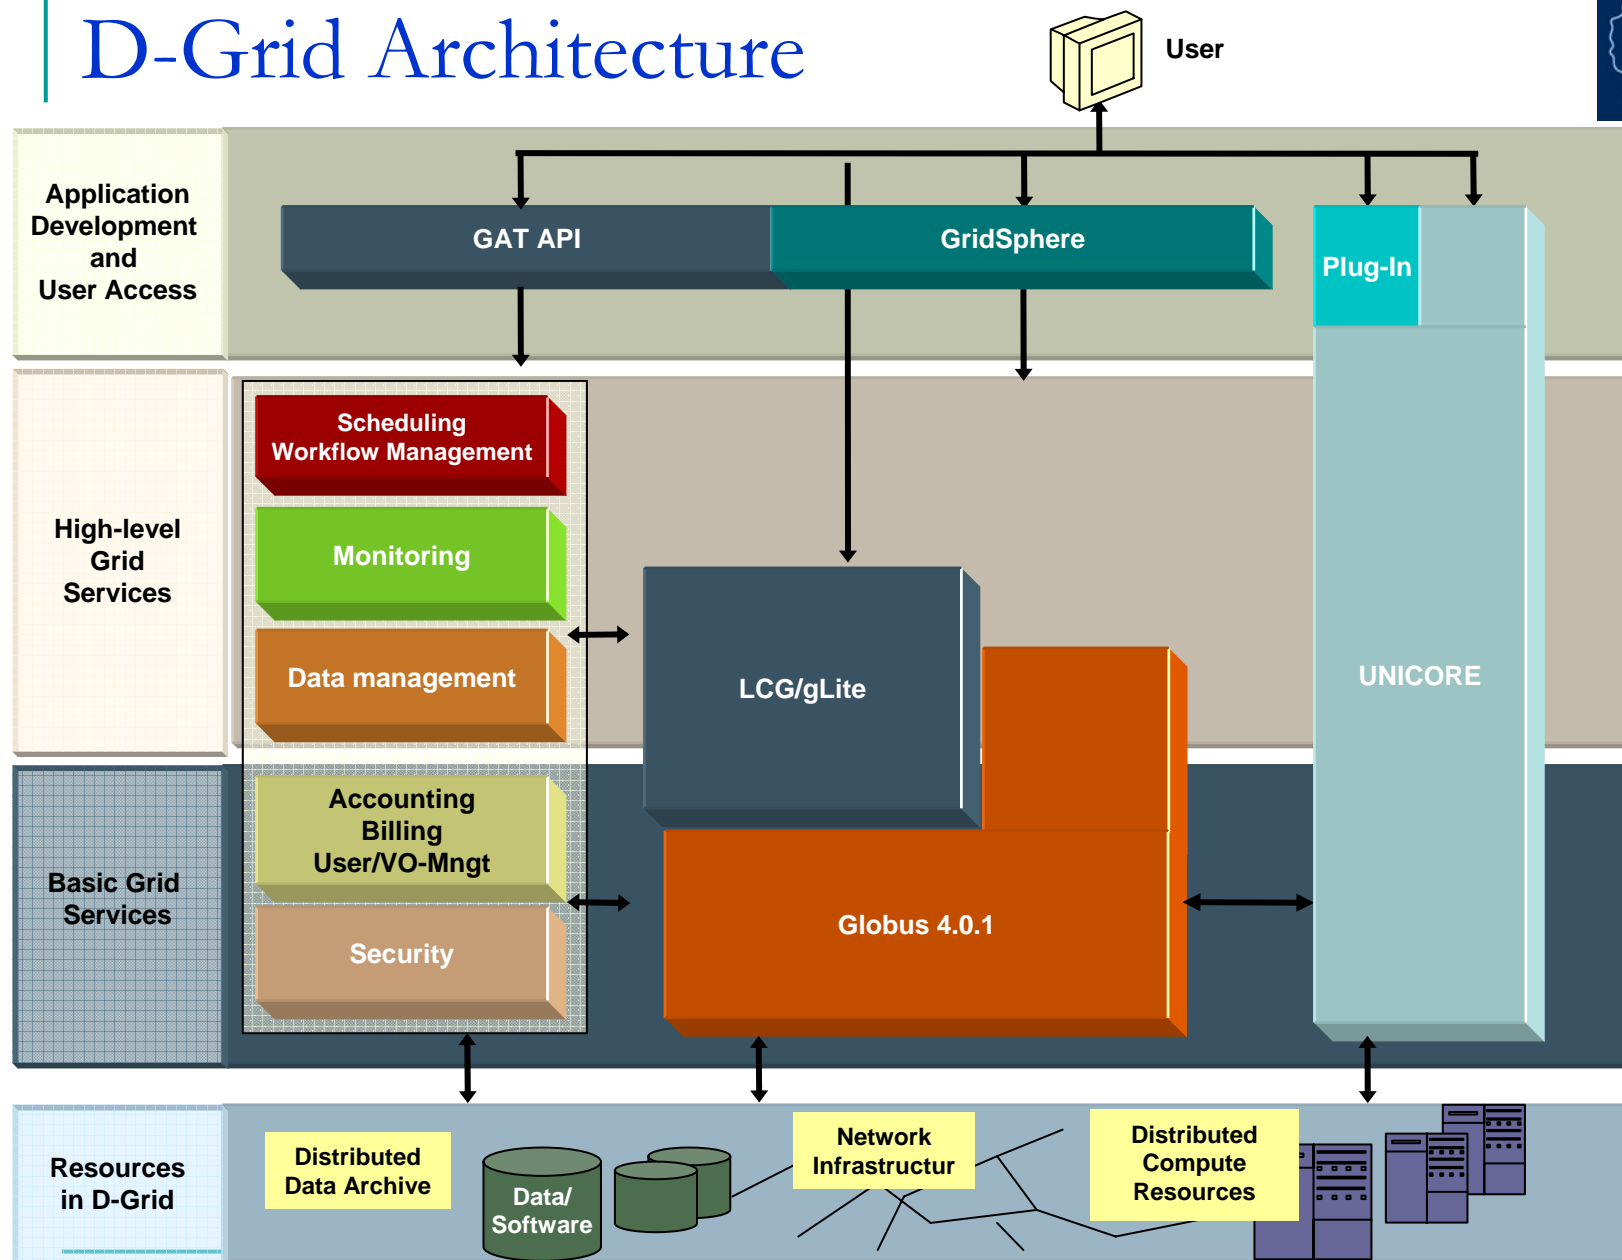 D-Grid Architecture
User
Application
Development
and
User Access
GAT API
GridSphere
Plug-In
High-level
Grid
Services
Scheduling
Workflow Management
Monitoring
Data management
LCG/gLite
UNICORE
Basic Grid
Services
Accounting
Billing
User/VO-Mngt
Security
Globus 4.0.1
Resources
in D-Grid
Distributed
Data Archive
Data/
Software
Network
Infrastructur
Distributed
Compute
Resources